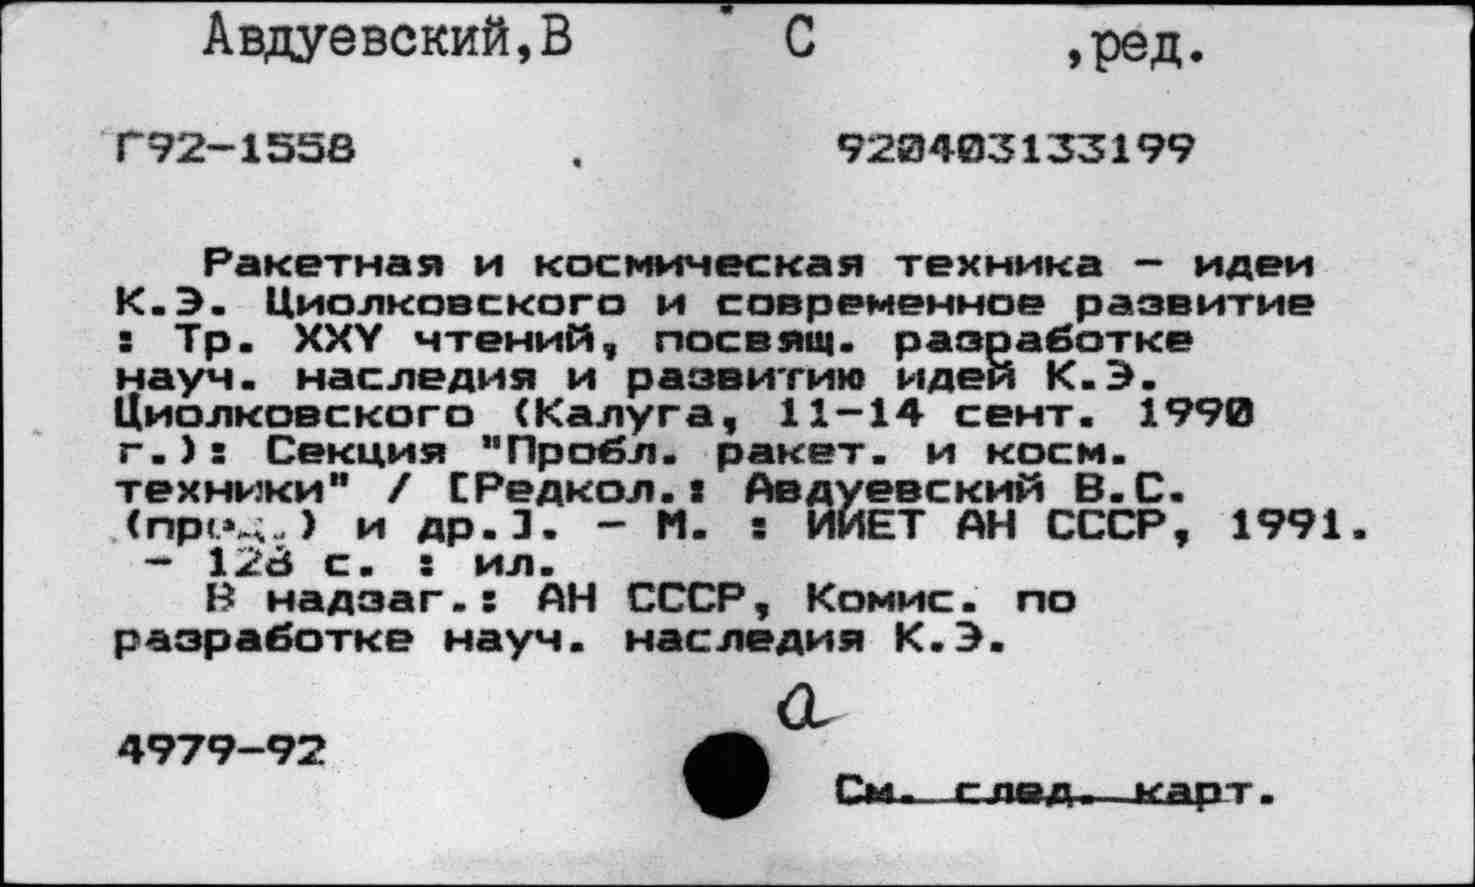 Авдуевский,В С ,ред.
Г92-1558 920403133199
Ракетная и космическая техника - идеи
К.Э. Циолковского и современное развитие
: Тр. XXY чтений, посвящ. разработке
науч. наследия и развитию идей К.Э.
Циолковского (Калуга, 11-14 сент. 1990
г.): Секция "Пробл. ракет. и косм.
техники" / [Редкол.: Авдуевский В.С.
и др.]. - М. : ИИЕТ АН СССР, 1991.
- 128 с. : ил.
В надзаг.: АН СССР, Комис. по
разработке науч. наследия К.Э.
а
4979-92
См. след. карт.